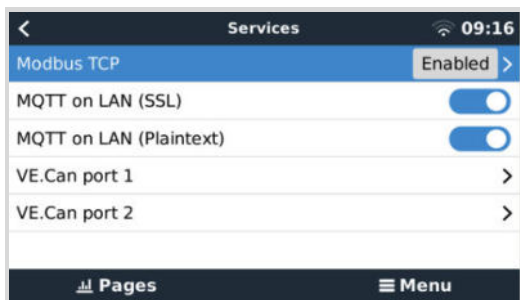 Services 09:16
Modbus TCP Enabled
MQTT on LAN (SSL)
MQTT on LAN (Plaintext)
VE.Can port 1
VE.Can port 2
Pages Menu